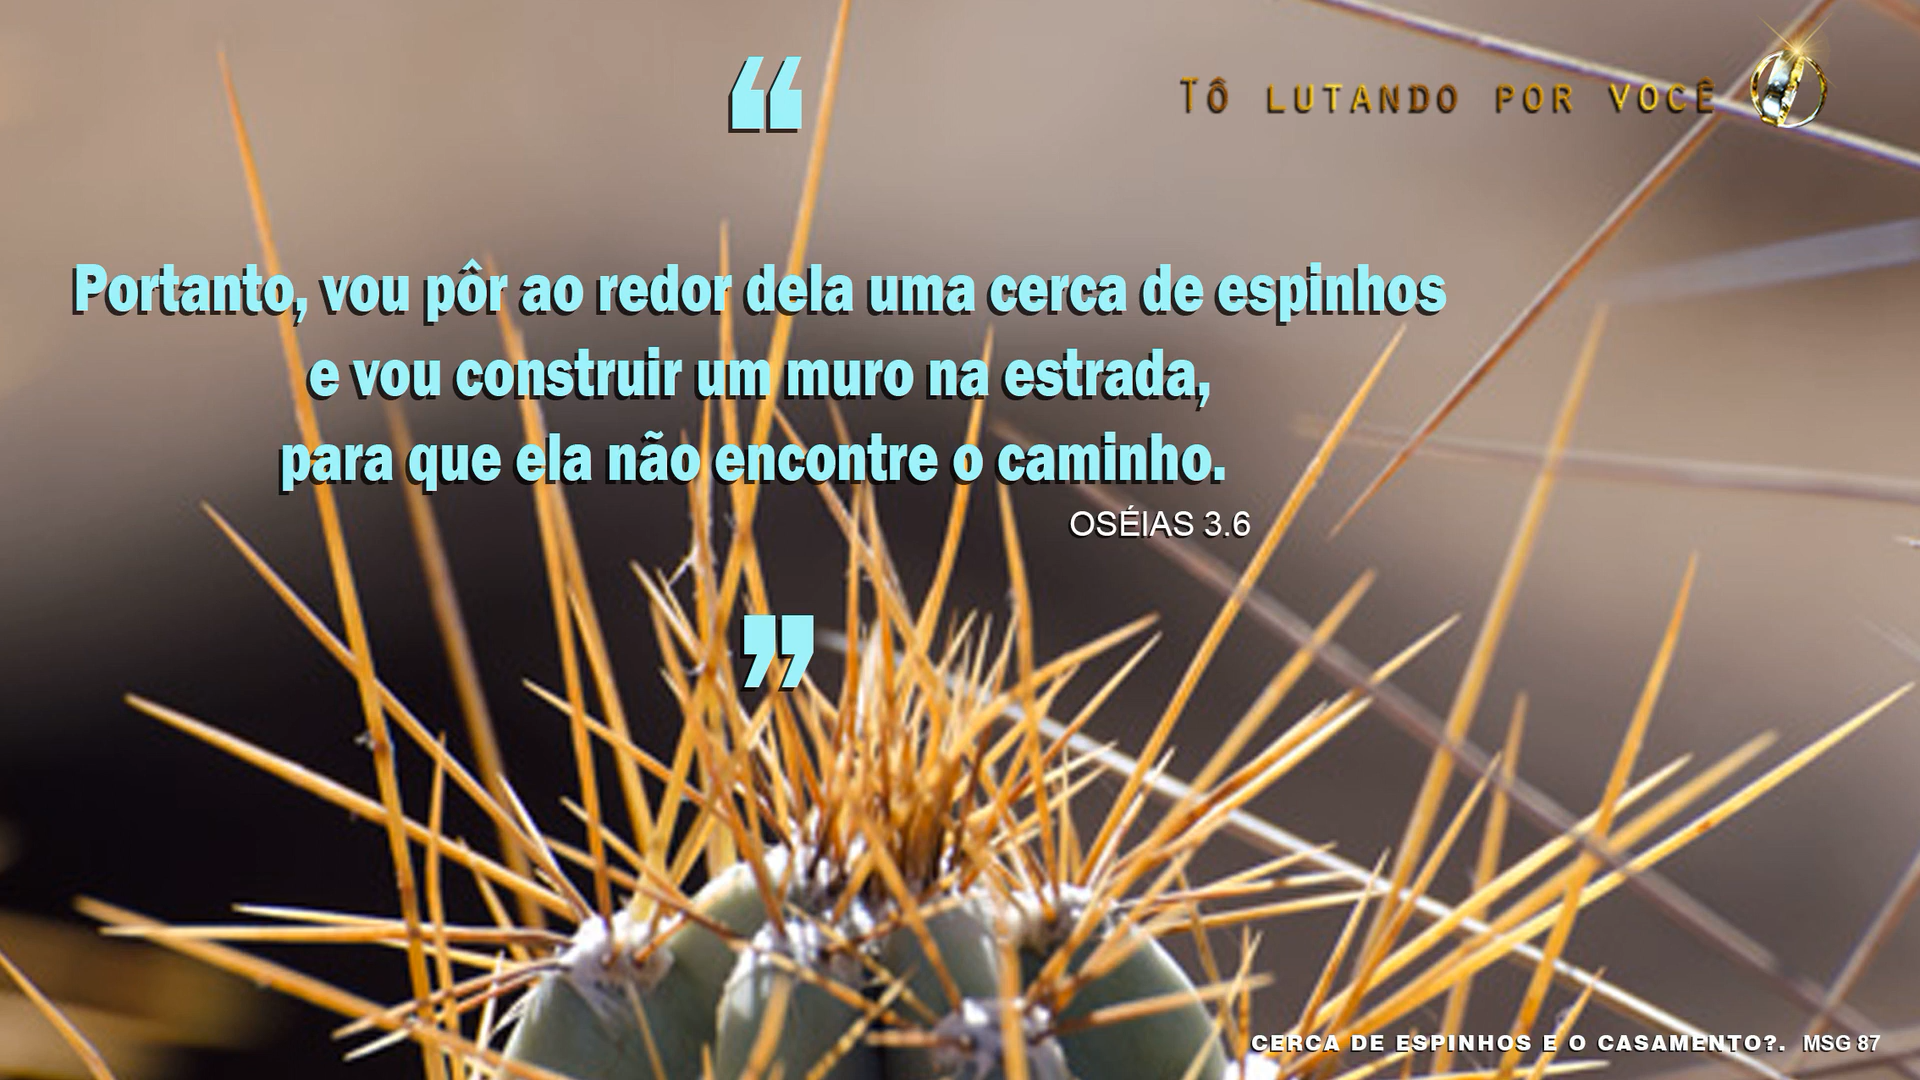 TÔ LUTANDO POR VOCÊ
“
Portanto, vou pôr ao redor dela uma cerca de espinhos
e vou construir um muro na estrada,
para que ela não encontre o caminho.
OSÉIAS 3.6
”
CERCA DE ESPINHOS E O CASAMENTO?. MSG 87